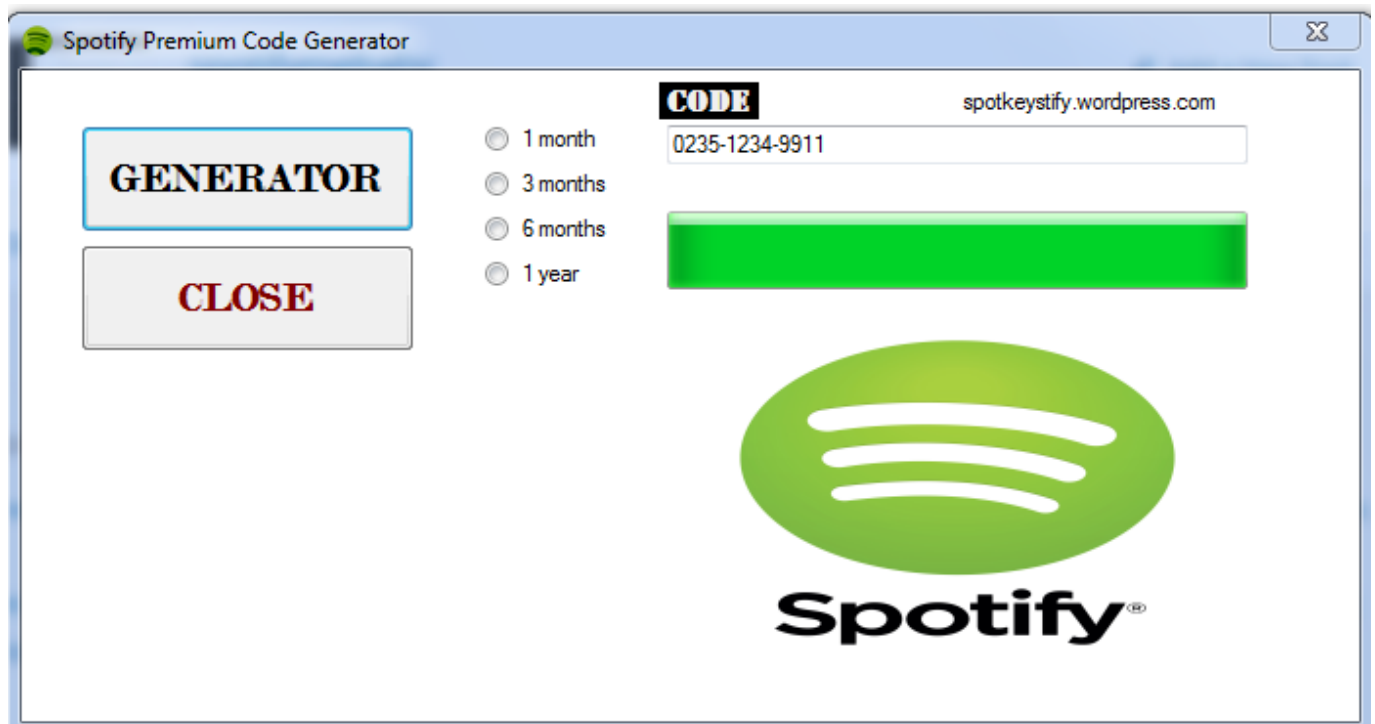 Spotify Premium Code Generator
CODE
spotkeystify.wordpress.com
GENERATOR
CLOSE
1 month
3 months
6 months
1 year
0235-1234-9911
Spotify®